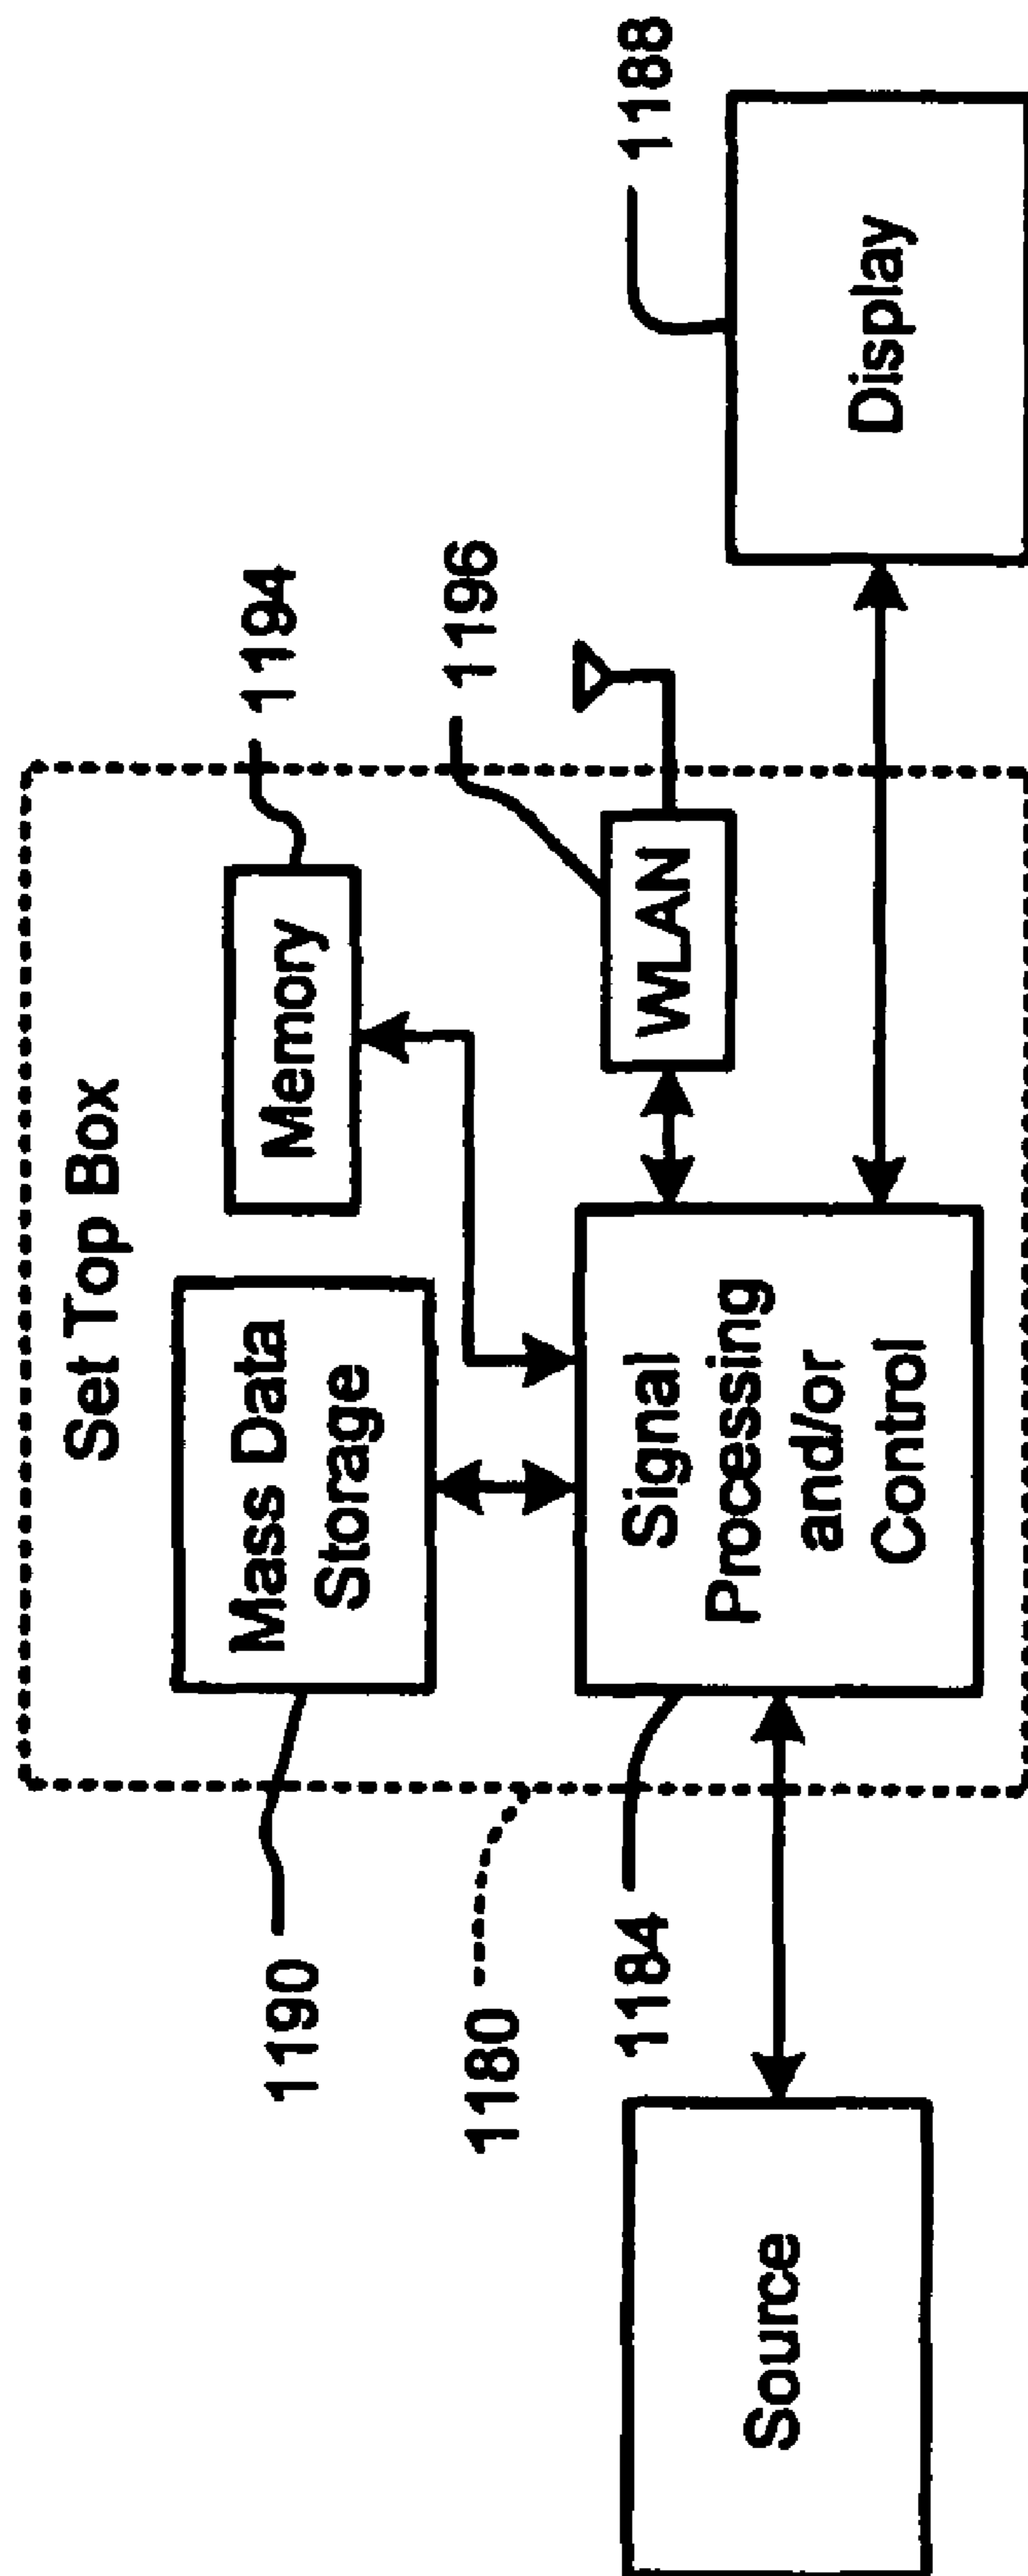 Set Top Box
1190
Mass Data
Storage
Memory
1194
1180
1196
1184
Signal
Processing
and/or
Control
WLAN
1188
Source
Display